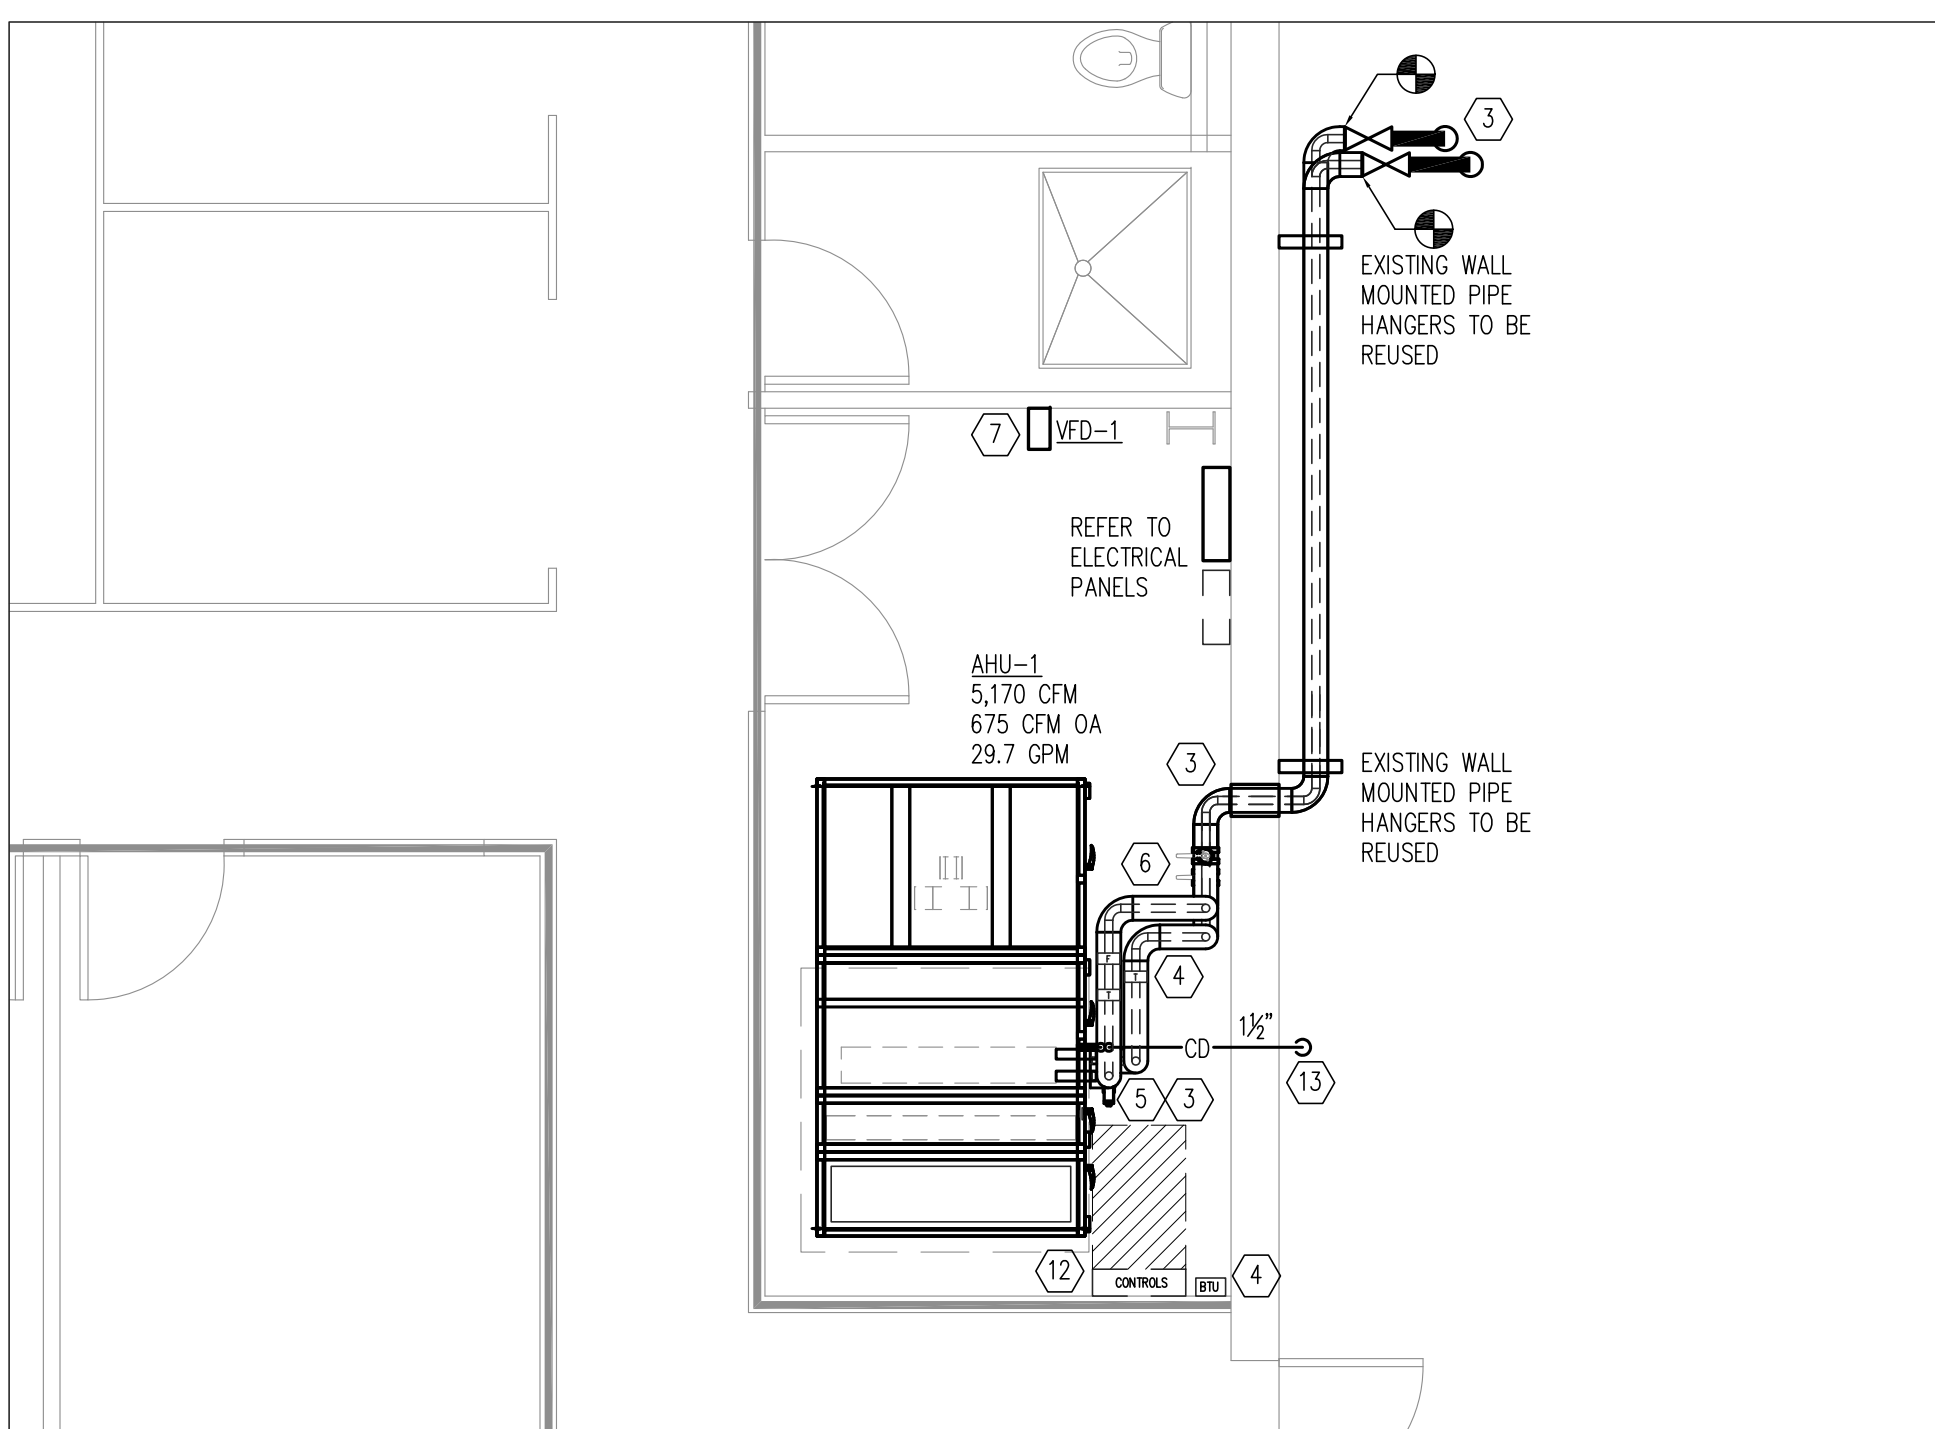 3
EXISTING WALL
MOUNTED PIPE
HANGERS TO BE
REUSED
7
VFD-1
REFER TO
ELECTRICAL
PANELS
AHU-1
5,170 CFM
675 CFM OA
29.7 GPM
3
EXISTING WALL
MOUNTED PIPE
HANGERS TO BE
REUSED
6
F
T
T
4
1½"
CD
13
5
3
12
CONTROLS
BTU
4